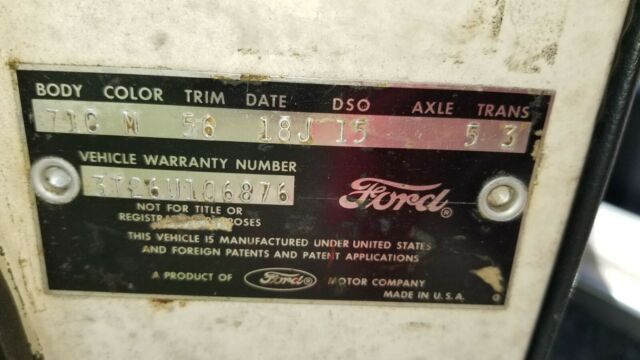 BODY COLOR TRIM DATE DSO AXLE TRANS
71C M 56 18J 15 5 3
VEHICLE WARRANTY NUMBER
3T06U106876
Ford®
NOT FOR TITLE OR
THIS VEHICLE IS MANUFACTURED UNDER UNITED STATES
AND FOREIGN PATENTS AND PATENT APPLICATIONS
A PRODUCT OF Ford MOTOR COMPANY
MADE IN U.S.A.